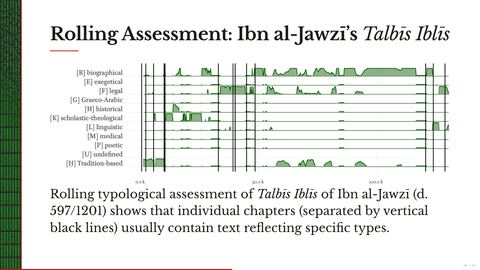 Rolling Assessment: Ibn al-Jawzī’s Talbīs Iblīs
[B] biographical
[E] exegetical
[F] legal
[G] Graeco-Arabic
[H] historical
[K] scholastic-theological
[L] linguistic
[M] medical
[P] poetic
[U] undefined
[H] Tradition-based
Rolling typological assessment of Talbīs Iblīs of Ibn al-Jawzī (d.
597/1201) shows that individual chapters (separated by vertical
black lines) usually contain text reflecting specific types.